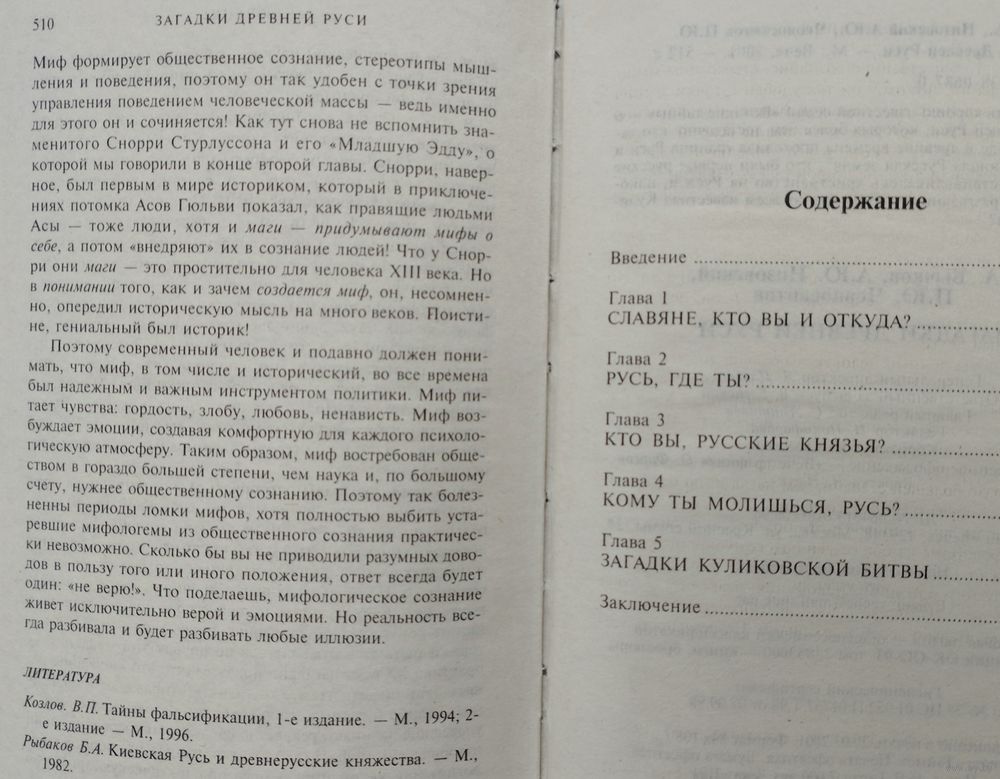 510
ЗАГАДКИ ДРЕВНЕЙ РУСИ
Миф формирует общественное сознание, стереотипы мыш-
ления и поведения, поэтому он так удобен с точки зрения
управления поведением человеческой массы — ведь именно
для этого он и сочиняется! Как тут снова не вспомнить зна-
менитого Снорри Стурлуссона и его «Младшую Эдду», о
которой мы говорили в конце второй главы. Снорри, навер-
ное, был первым в мире историком, который в приключе-
ниях потомка Асов Гюльви показал, как правящие людьми
Асы — тоже люди, хотя и маги — придумывают мифы о
себе, а потом «внедряют» их в сознание людей! Что у Снор-
ри они маги — это простительно для человека XIII века. Но
в понимании того, как и зачем создается миф, он, несомнен-
но, опередил историческую мысль на много веков. Поисти-
не, гениальный был историк!
Поэтому современный человек и подавно должен пони-
мать, что миф, в том числе и исторический, во все времена
был надежным и важным инструментом политики. Миф пи-
тает чувства: гордость, злобу, любовь, ненависть. Миф воз-
буждает эмоции, создавая комфортную для каждого психоло-
гическую атмосферу. Таким образом, миф востребован обще-
ством в гораздо большей степени, чем наука и, по большому
счету, нужнее общественному сознанию. Поэтому так болез-
ненны периоды ломки мифов, хотя полностью выбить уста-
ревшие мифологемы из общественного сознания практичес-
ки невозможно. Сколько бы вы не приводили разумных дово-
дов в пользу того или иного положения, ответ всегда будет
один: «не верю!». Что поделаешь, мифологическое сознание
живет исключительно верой и эмоциями. Но реальность все-
гда разбивала и будет разбивать любые иллюзии.
ЛИТЕРАТУРА
Козлов. В.П. Тайны фальсификации, 1-е издание. — М., 1994; 2-
е издание — М., 1996.
Рыбаков Б.А. Киевская Русь и древнерусские княжества. — М.,
1982.
Содержание
Введение
Глава 1
СЛАВЯНЕ, КТО ВЫ И ОТКУДА?
Глава 2
РУСЬ, ГДЕ ТЫ?
Глава 3
КТО ВЫ, РУССКИЕ КНЯЗЬЯ?
Глава 4
КОМУ ТЫ МОЛИШЬСЯ, РУСЬ?
Глава 5
ЗАГАДКИ КУЛИКОВСКОЙ БИТВЫ
Заключение